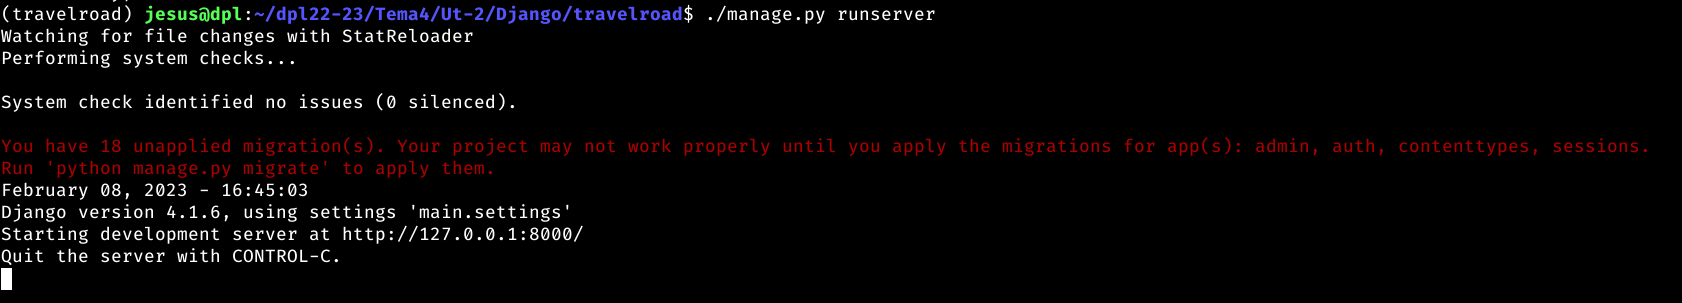 (travelroad) jesus@dpl:~/dpl22-23/Tema4/Ut-2/Django/travelroad$ ./manage.py runserver
Watching for file changes with StatReloader
Performing system checks...
System check identified no issues (0 silenced).
You have 18 unapplied migration(s). Your project may not work properly until you apply the migrations for app(s): admin, auth, contenttypes, sessions.
Run 'python manage.py migrate' to apply them.
February 08, 2023 - 16:45:03
Django version 4.1.6, using settings 'main.settings'
Starting development server at http://127.0.0.1:8000/
Quit the server with CONTROL-C.